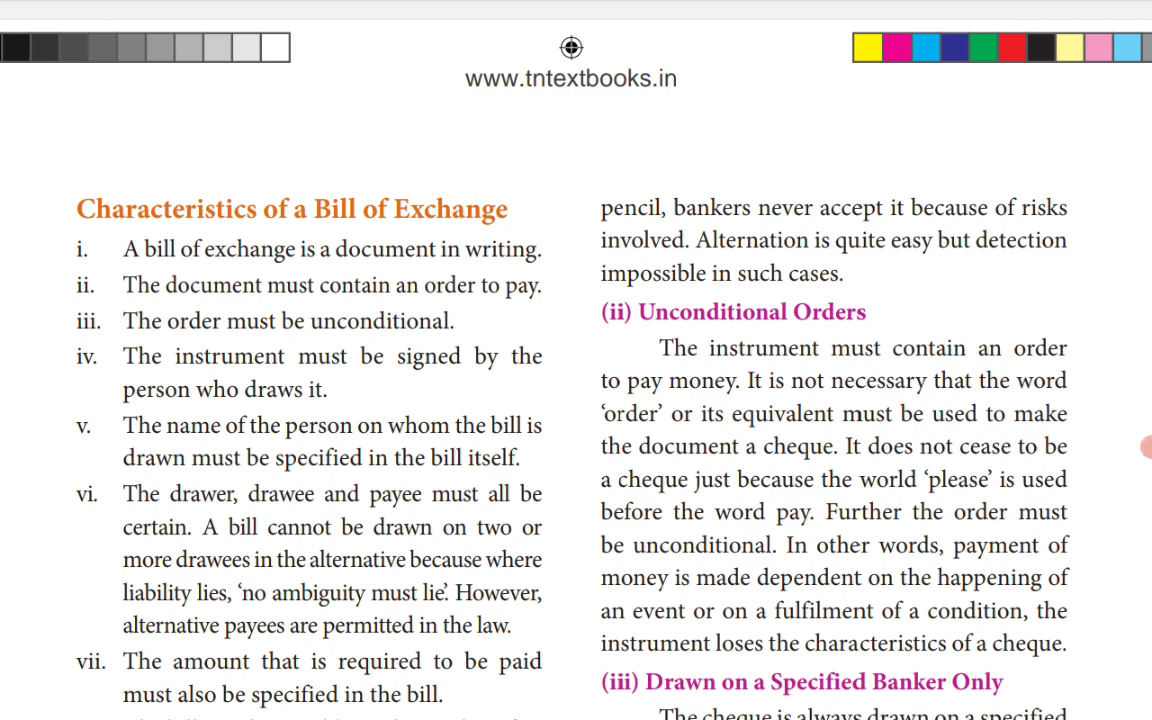 www.tntextbooks.in
Characteristics of a Bill of Exchange
i. A bill of exchange is a document in writing.
ii. The document must contain an order to pay.
iii. The order must be unconditional.
iv. The instrument must be signed by the
person who draws it.
v. The name of the person on whom the bill is
drawn must be specified in the bill itself.
vi. The drawer, drawee and payee must all be
certain. A bill cannot be drawn on two or
more drawees in the alternative because where
liability lies, ‘no ambiguity must lie’. However,
alternative payees are permitted in the law.
vii. The amount that is required to be paid
must also be specified in the bill.
pencil, bankers never accept it because of risks
involved. Alternation is quite easy but detection
impossible in such cases.
(ii) Unconditional Orders
The instrument must contain an order
to pay money. It is not necessary that the word
‘order’ or its equivalent must be used to make
the document a cheque. It does not cease to be
a cheque just because the world ‘please’ is used
before the word pay. Further the order must
be unconditional. In other words, payment of
money is made dependent on the happening of
an event or on a fulfilment of a condition, the
instrument loses the characteristics of a cheque.
(iii) Drawn on a Specified Banker Only
The cheque is always drawn on a specified